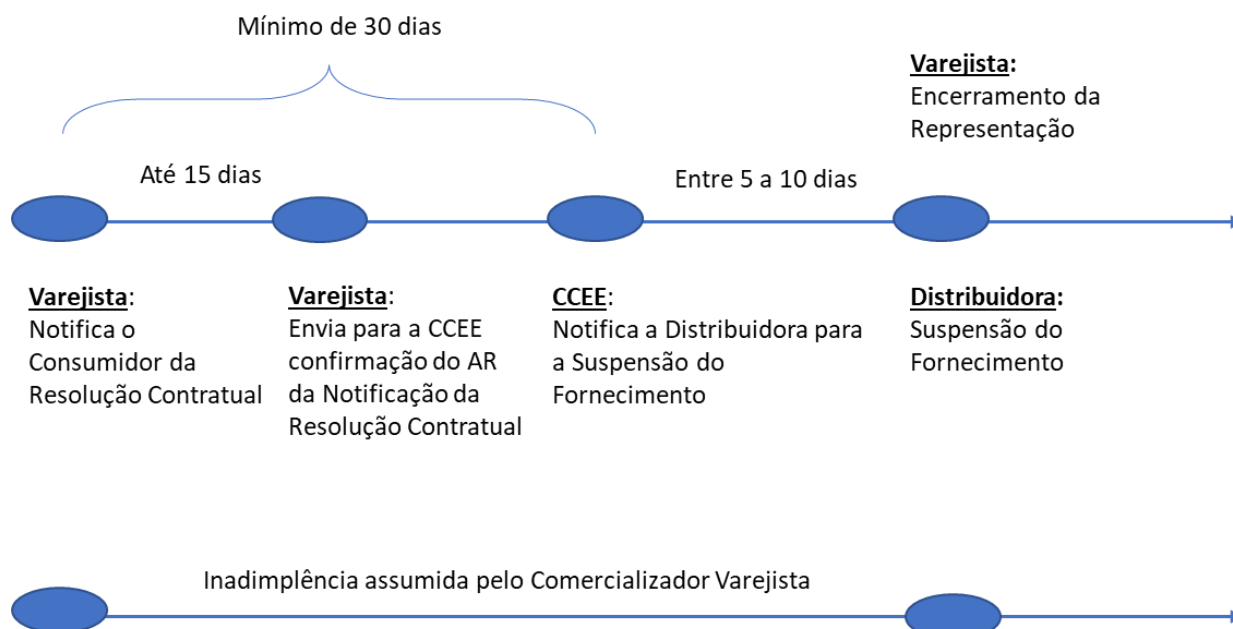 Mínimo de 30 dias
Varejista:
Encerramento da
Representação
Até 15 dias
Entre 5 a 10 dias
Varejista:
Notifica o
Consumidor da
Resolução Contratual
Varejista:
Envia para a CCEE
confirmação do AR
da Notificação da
Resolução Contratual
CCEE:
Notifica a Distribuidora para
a Suspensão do
Fornecimento
Distribuidora:
Suspensão do
Fornecimento
Inadimplência assumida pelo Comercializador Varejista